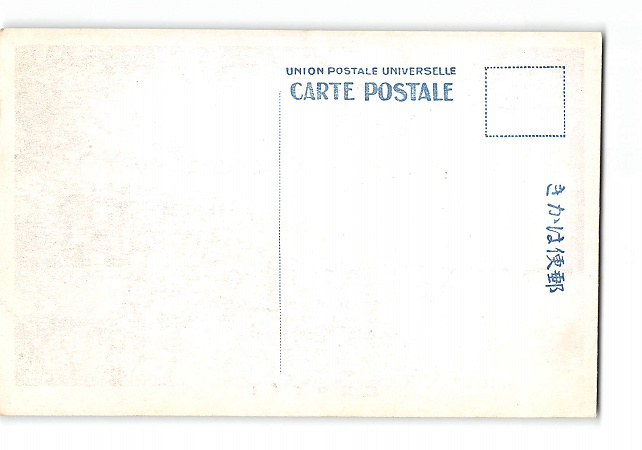 UNION POSTALE UNIVERSELLE
CARTE POSTALE
きかは便郵